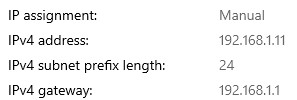 IP assignment: Manual
IPv4 address: 192.168.1.11
IPv4 subnet prefix length: 24
IPv4 gateway: 192.168.1.1